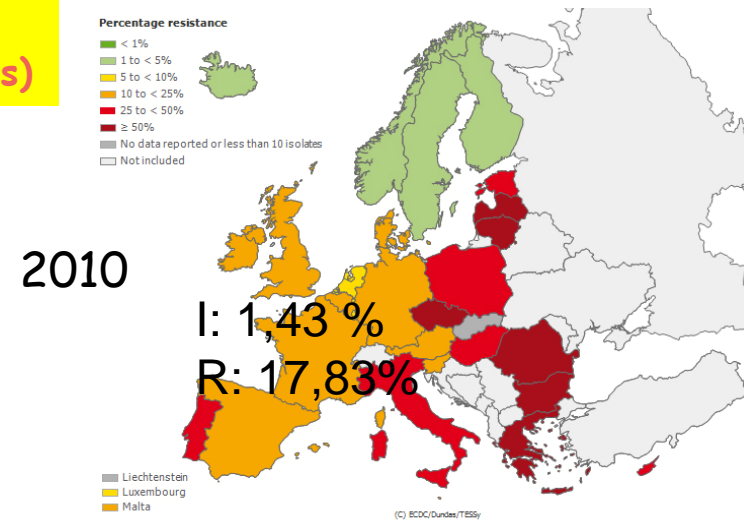 s)
Percentage resistance
< 1%
1 to < 5%
5 to < 10%
10 to < 25%
25 to < 50%
≥ 50%
No data reported or less than 10 isolates
Not included
2010
I: 1,43 %
R: 17,83%
Liechtenstein
Luxembourg
Malta
(C) ECDC/Dundas/TESSy